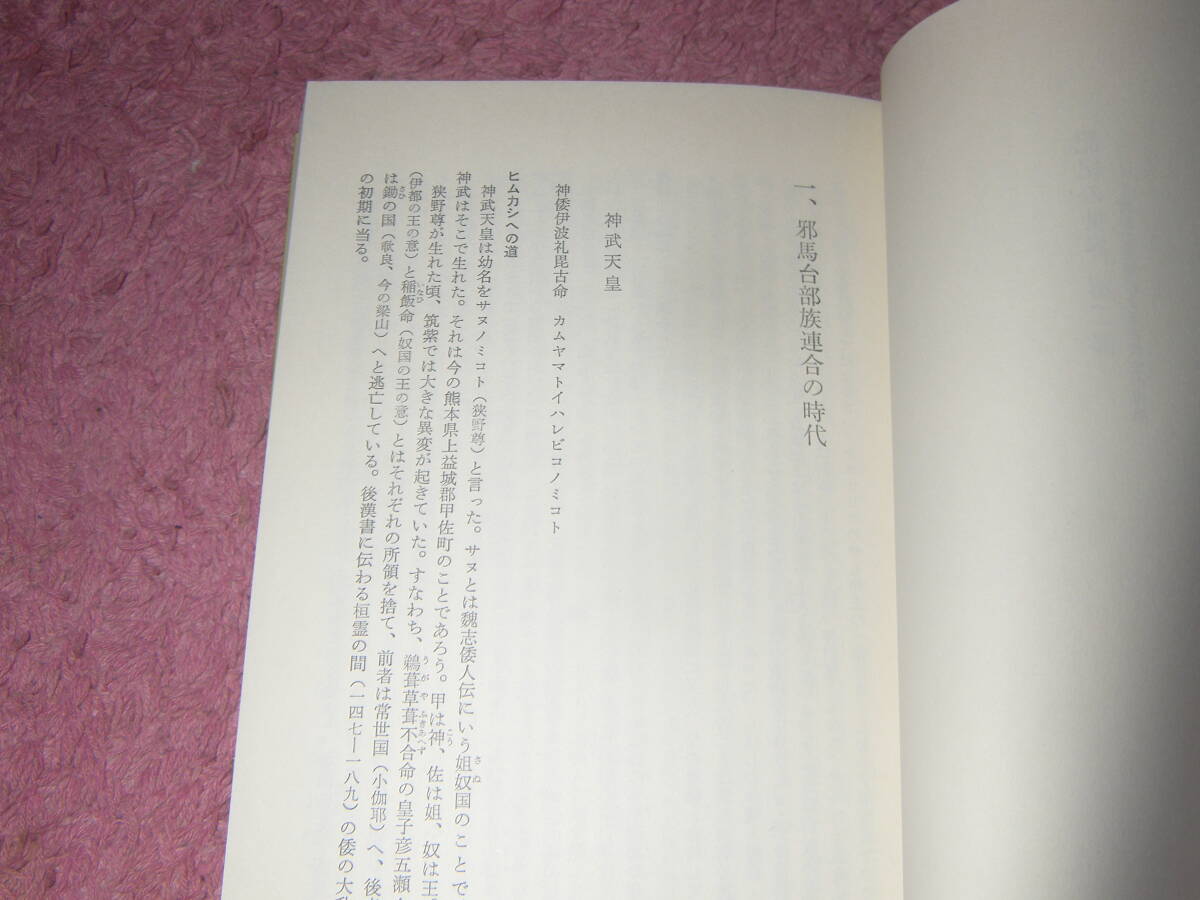 一、邪馬台部族連合の時代
神武天皇
神倭伊波礼毘古命　カムヤマトイハレビコノミコト
ヒムカシへの道
神武天皇は幼名をサヌノミコト（狭野尊）と言った。サヌとは魏志倭人伝にいう姐奴国のことで
神武はそこで生れた。それは今の熊本県上益城郡甲佐町のことであろう。甲は神、佐は姐、奴は王
狭野尊が生れた頃、筑紫では大きな異変が起きていた。すなわち、鵜葺草葺不合命の皇子彦五瀬
（伊都の王の意）と稲飯命（奴国の王の意）とはそれぞれの所領を捨て、前者は常世国（小伽耶）へ、後
は鋤の国（歃良、今の梁山）へと逃亡している。後漢書に伝わる桓霊の間（一四七―一八九）の倭の大
の初期に当る。